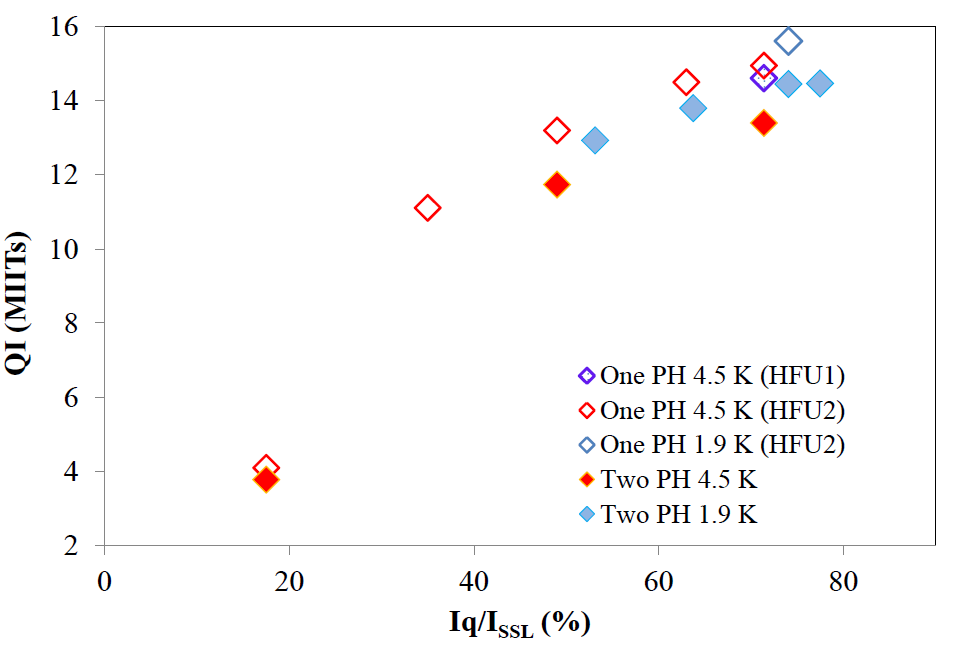 16
14
12
10
8
6
4
2
QI (MIITs)
One PH 4.5 K (HFU1)
One PH 4.5 K (HFU2)
One PH 1.9 K (HFU2)
Two PH 4.5 K
Two PH 1.9 K
0 20 40 60 80
Iq/I_SSL (%)